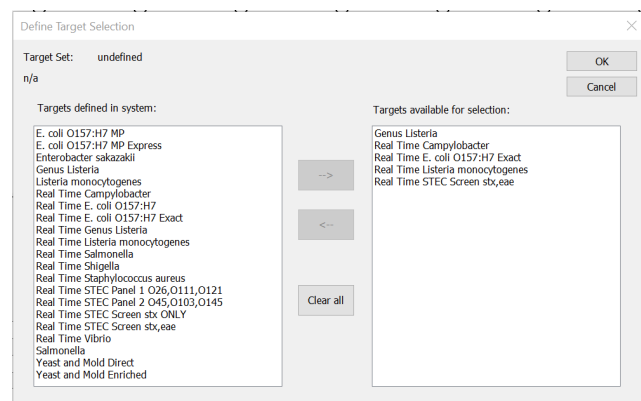 Define Target Selection
Target Set: undefined
OK
n/a
Cancel
Targets defined in system:
Targets available for selection:
E. coli O157:H7 MP
E. coli O157:H7 MP Express
Enterobacter sakazakii
Genus Listeria
Listeria monocytogenes
Real Time Campylobacter
Real Time E. coli O157:H7
Real Time E. coli O157:H7 Exact
Real Time Genus Listeria
Real Time Listeria monocytogenes
Real Time Salmonella
Real Time Shigella
Real Time Staphylococcus aureus
Real Time STEC Panel 1 O26,O111,O121
Real Time STEC Panel 2 O45,O103,O145
Real Time STEC Screen stx ONLY
Real Time STEC Screen stx,eae
Real Time Vibrio
Salmonella
Yeast and Mold Direct
Yeast and Mold Enriched
-->
<--
Clear all
Genus Listeria
Real Time Campylobacter
Real Time E. coli O157:H7 Exact
Real Time Listeria monocytogenes
Real Time STEC Screen stx,eae